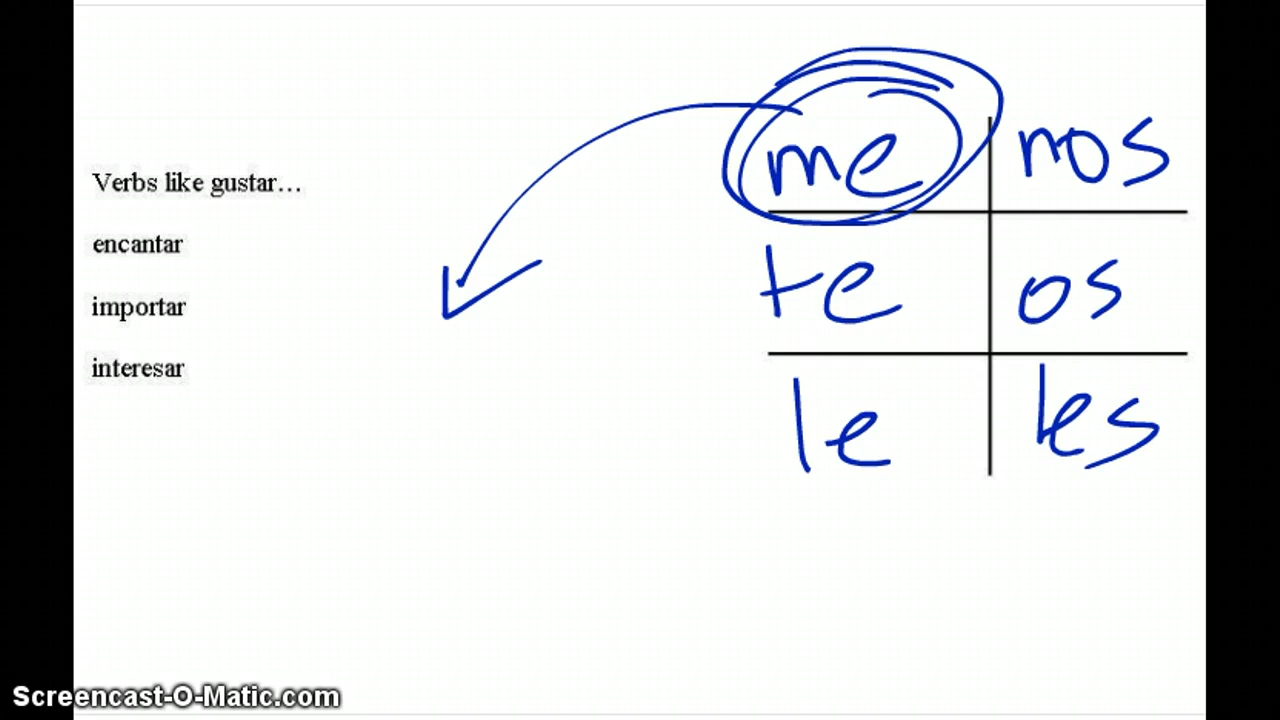 Verbs like gustar...
encantar
importar
interesar
me nos
te os
le les
Screencast-O-Matic.com